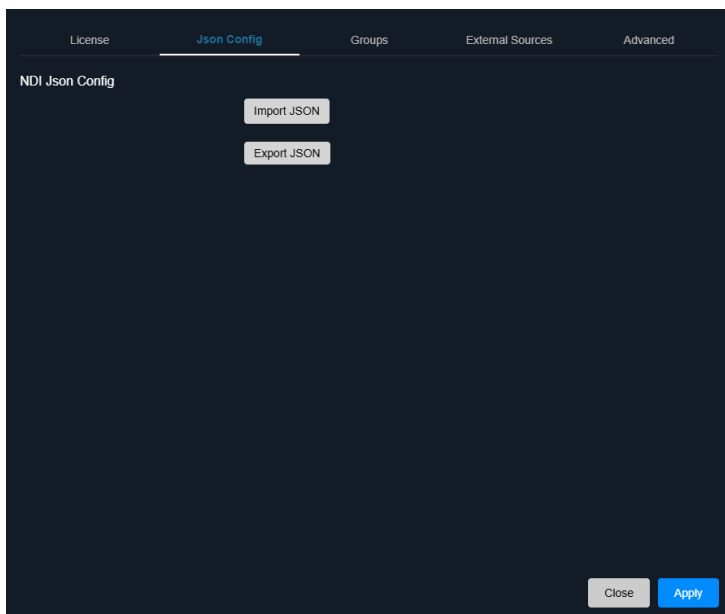 License Json Config Groups External Sources Advanced
NDI Json Config
Import JSON
Export JSON
Close Apply